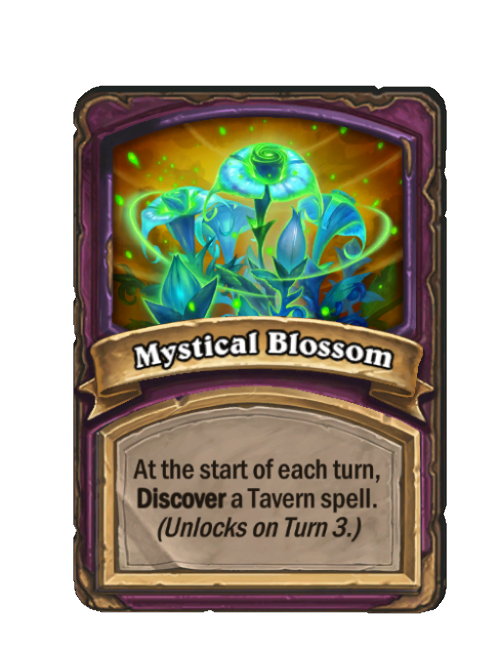 Mystical Blossom
At the start of each turn,
Discover a Tavern spell.
(Unlocks on Turn 3.)